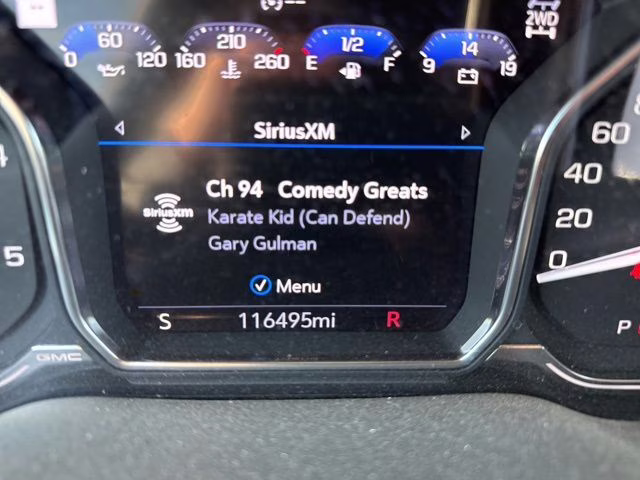 2WD
0 60 120
160 210 260
E 1/2 F
9 14 19
SiriusXM
Ch 94 Comedy Greats
SiriusXM
Karate Kid (Can Defend)
Gary Gulman
Menu
S 116495mi R
4
5
60
40
20
0
P
GMC